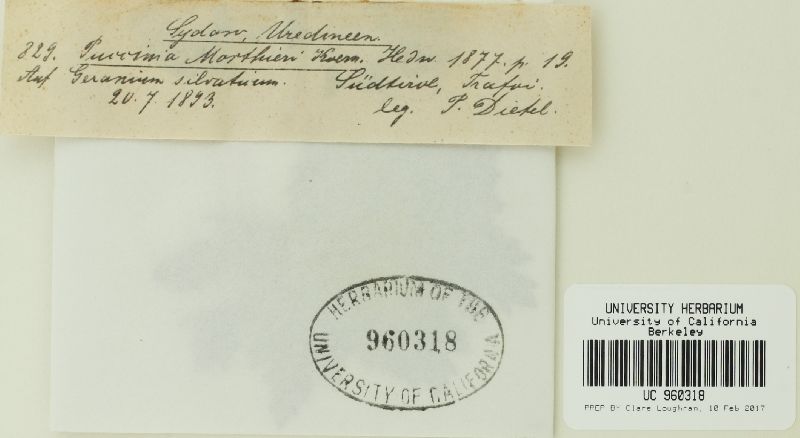 Sydow, Uredineen.
829. Puccinia Morthieri Koern. Hedw. 1877. p. 19.
Auf Geranium silvaticum. Südtirol, Trafoi.
20. 7. 1893. leg. P. Dietel.
HERBARIUM OF THE
960318
UNIVERSITY OF CALIFORNIA
UNIVERSITY HERBARIUM
University of California
Berkeley
UC 960318
PREP BY Clare Loughran, 10 Feb 2017